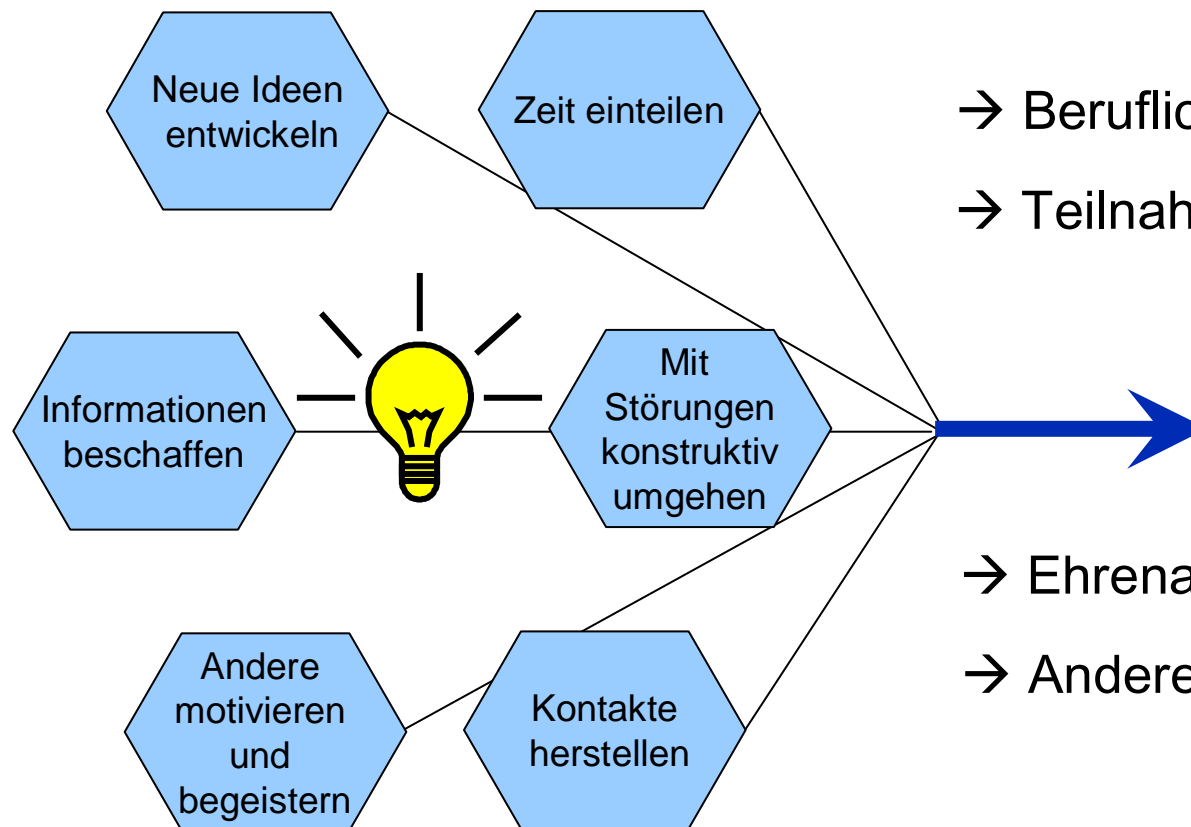 Neue Ideen
entwickeln
Zeit einteilen
→ Beruflic
→ Teilnah
Informationen
beschaffen
Mit
Störungen
konstruktiv
umgehen
→ Ehrena
→ Andere
Andere
motivieren
und
begeistern
Kontakte
herstellen